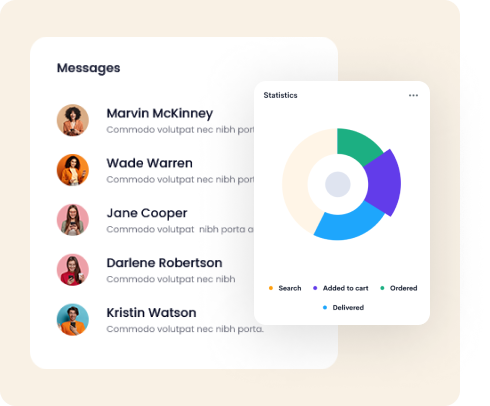 Messages
Marvin McKinney
Commodo volutpat nec nibh
Wade Warren
Commodo volutpat nec nibh
Jane Cooper
Commodo volutpat nibh porta
Darlene Robertson
Commodo volutpat nec nibh
Kristin Watson
Commodo volutpat nec nibh porta.
Statistics
Search Added to cart Ordered
Delivered